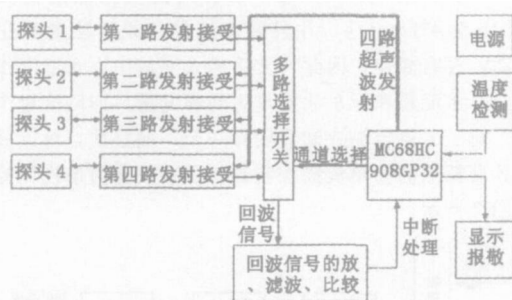 探头1
第一路发射接受
探头2
第二路发射接受
探头3
第三路发射接受
探头4
第四路发射接受
多路选择开关
四路超声波发射
通道选择
MC68HC
908GP32
电源
温度
检测
显示
报敬
回波
信号
中断
处理
回波信号的放
、滤波、比较